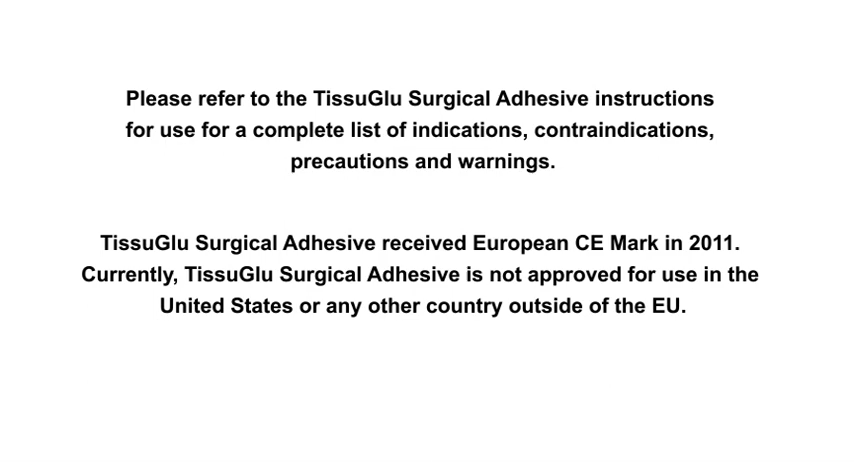 Please refer to the TissuGlu Surgical Adhesive instructions
for use for a complete list of indications, contraindications,
precautions and warnings.
TissuGlu Surgical Adhesive received European CE Mark in 2011.
Currently, TissuGlu Surgical Adhesive is not approved for use in the
United States or any other country outside of the EU.